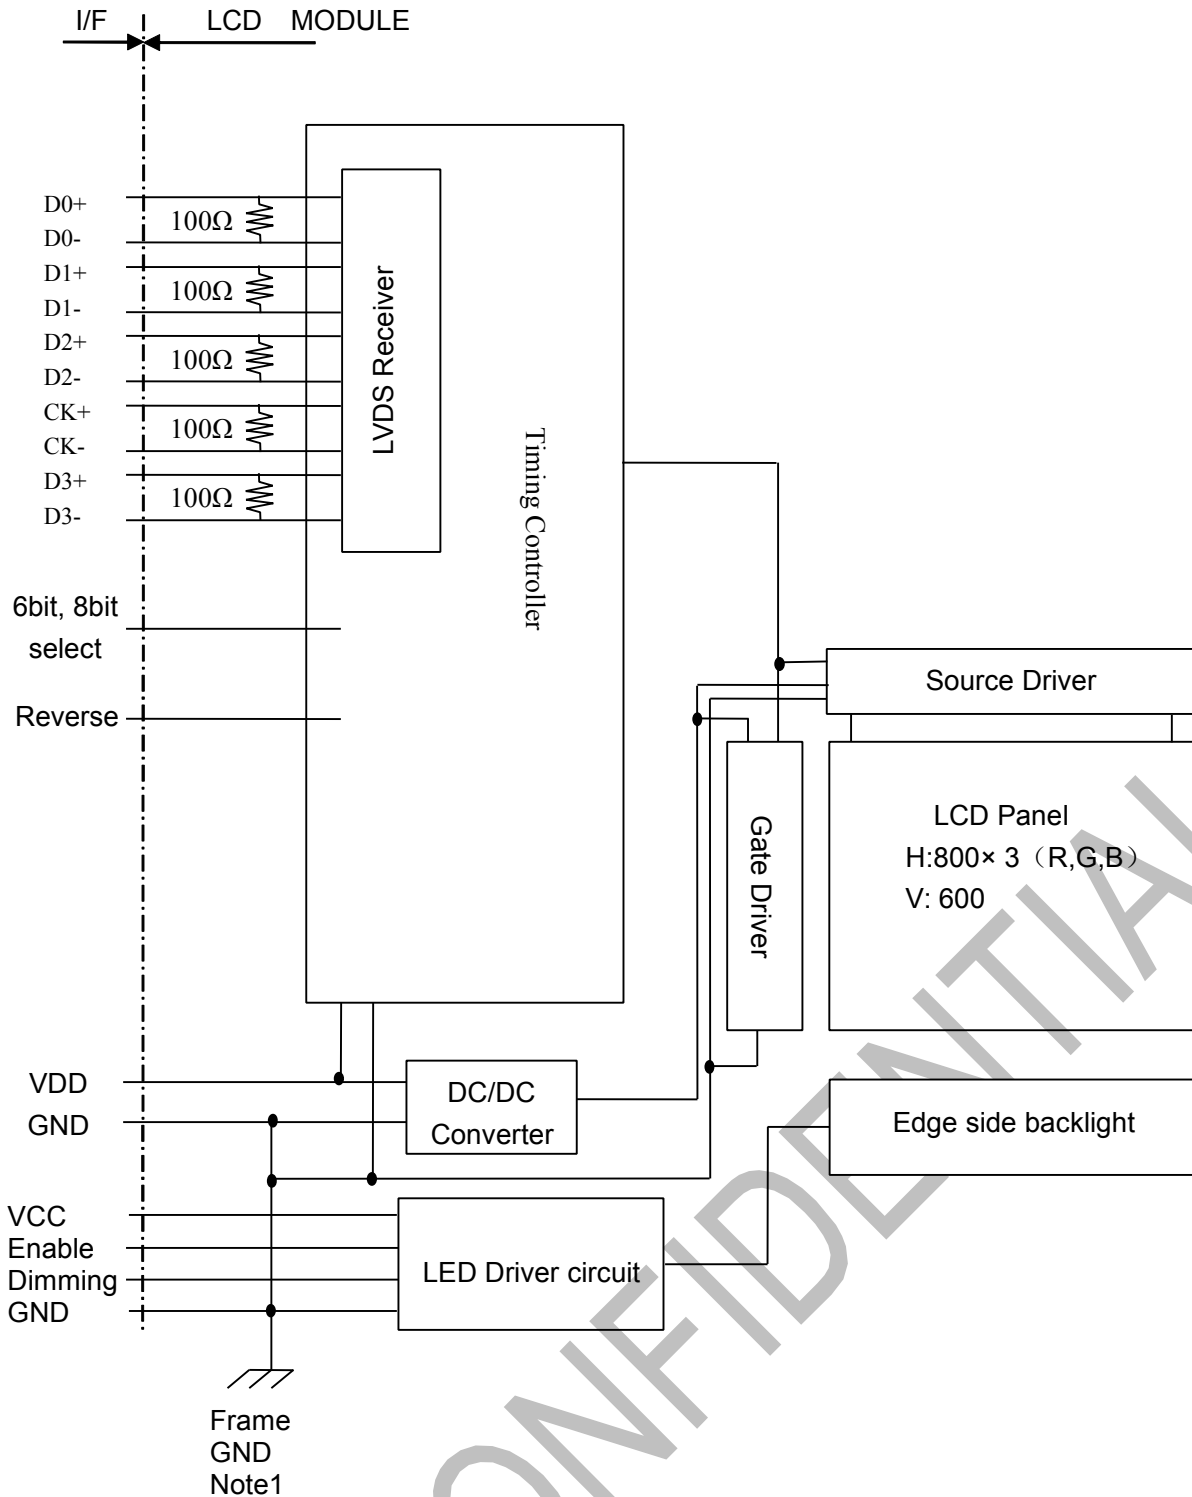 I/F LCD MODULE
D0+
100Ω
D0-
D1+
100Ω
D1-
D2+
100Ω
D2-
CK+
100Ω
CK-
D3+
100Ω
D3-
LVDS Receiver
Timing Controller
6bit, 8bit
select
Reverse
Source Driver
Gate Driver
LCD Panel
H:800× 3（R,G,B）
V: 600
VDD
GND
DC/DC
Converter
Edge side backlight
VCC
Enable
Dimming
GND
LED Driver circuit
Frame
GND
Note1
ONFIDENTIAL